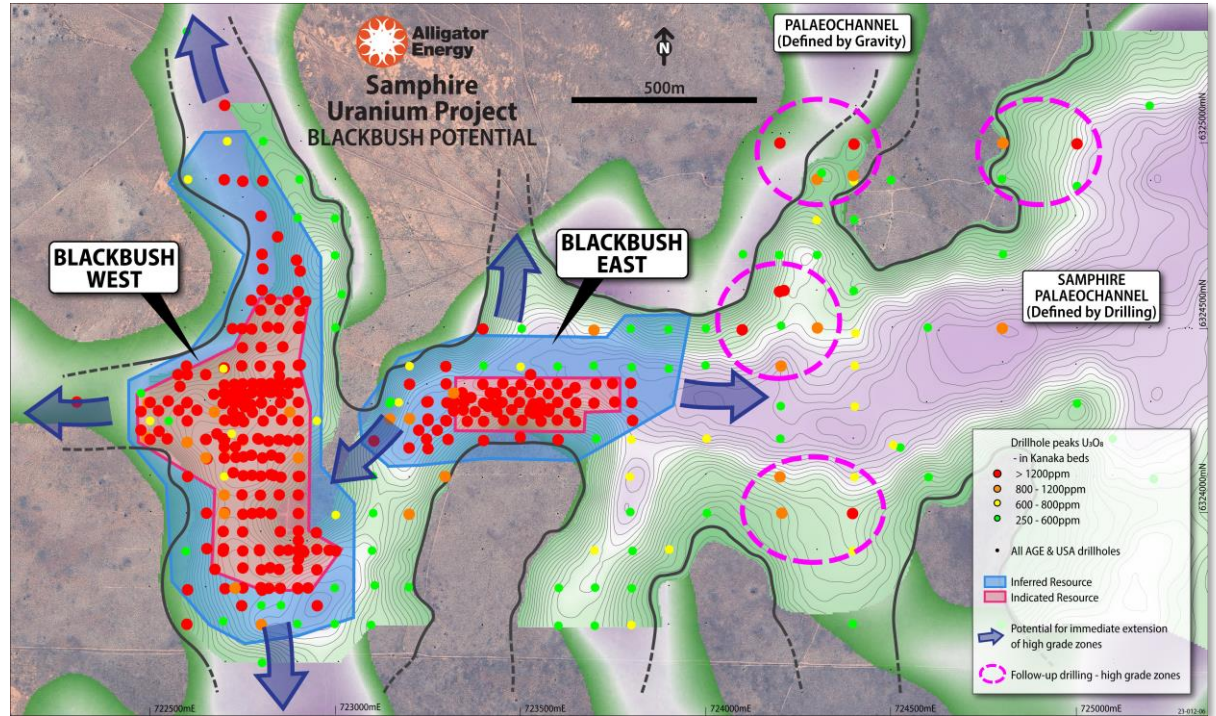 Alligator
Energy
Samphire
Uranium Project
BLACKBUSH POTENTIAL
N
500m
PALAEOCHANNEL
(Defined by Gravity)
BLACKBUSH
WEST
BLACKBUSH
EAST
SAMPHIRE
PALAEOCHANNEL
(Defined by Drilling)
6325000mN
6324500mN
6324000mN
Drillhole peaks U₃O₈
- in Kanaka beds
> 1200ppm
800 - 1200ppm
600 - 800ppm
250 - 600ppm
All AGE & USA drillholes
Inferred Resource
Indicated Resource
Potential for immediate extension
of high grade zones
Follow-up drilling - high grade zones
722500mE
723000mE
723500mE
724000mE
724500mE
725000mE
21-012-06